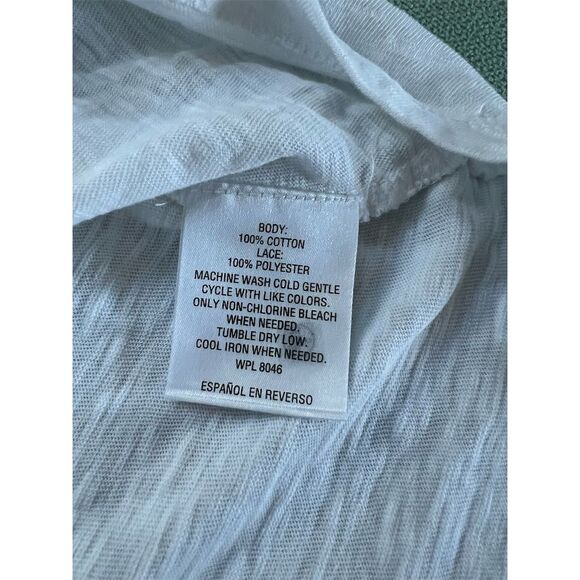 BODY:
100% COTTON
LACE:
100% POLYESTER
MACHINE WASH COLD GENTLE
CYCLE WITH LIKE COLORS.
ONLY NON-CHLORINE BLEACH
WHEN NEEDED.
TUMBLE DRY LOW.
COOL IRON WHEN NEEDED.
WPL 8046
ESPAÑOL EN REVERSO